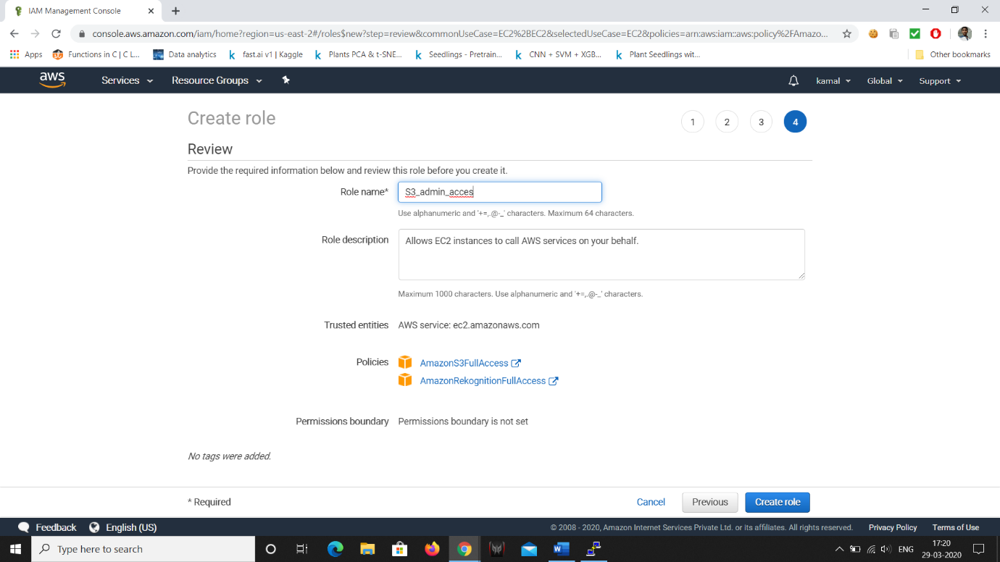 IAM Management Console
console.aws.amazon.com/iam/home?region=us-east-2#/roles$new?step=review&commonUseCase=EC2%2BEC2&selectedUseCase=EC2&policies=arn:aws:iam::aws:policy%2FAmazo...
Apps Functions in C | C L... Data analytics fast.ai v1 | Kaggle Plants PCA & t-SNE... Seedlings - Pretrain... CNN + SVM + XGB... Plant Seedlings wit... Other bookmarks
aws Services Resource Groups kamal Global Support
Create role 1 2 3 4
Review
Provide the required information below and review this role before you create it.
Role name* S3_admin_acces
Use alphanumeric and '+=,.@-_' characters. Maximum 64 characters.
Role description Allows EC2 instances to call AWS services on your behalf.
Maximum 1000 characters. Use alphanumeric and '+=,.@-_' characters.
Trusted entities AWS service: ec2.amazonaws.com
Policies AmazonS3FullAccess
AmazonRekognitionFullAccess
Permissions boundary Permissions boundary is not set
No tags were added.
* Required Cancel Previous Create role
Feedback English (US) © 2008 - 2020, Amazon Internet Services Private Ltd. or its affiliates. All rights reserved. Privacy Policy Terms of Use
Type here to search ENG 17:20
29-03-2020